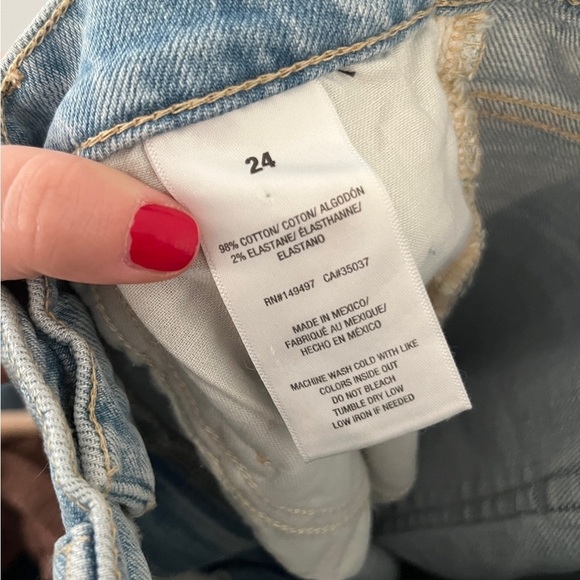 24
98% COTTON/ COTON/ ALGODÓN
2% ELASTANE/ ÉLASTHANNE/
ELASTANO
RN#149497 CA#35037
MADE IN MEXICO/
FABRIQUÉ AU MEXIQUE/
HECHO EN MÉXICO
MACHINE WASH COLD WITH LIKE
COLORS INSIDE OUT
DO NOT BLEACH
TUMBLE DRY LOW
LOW IRON IF NEEDED